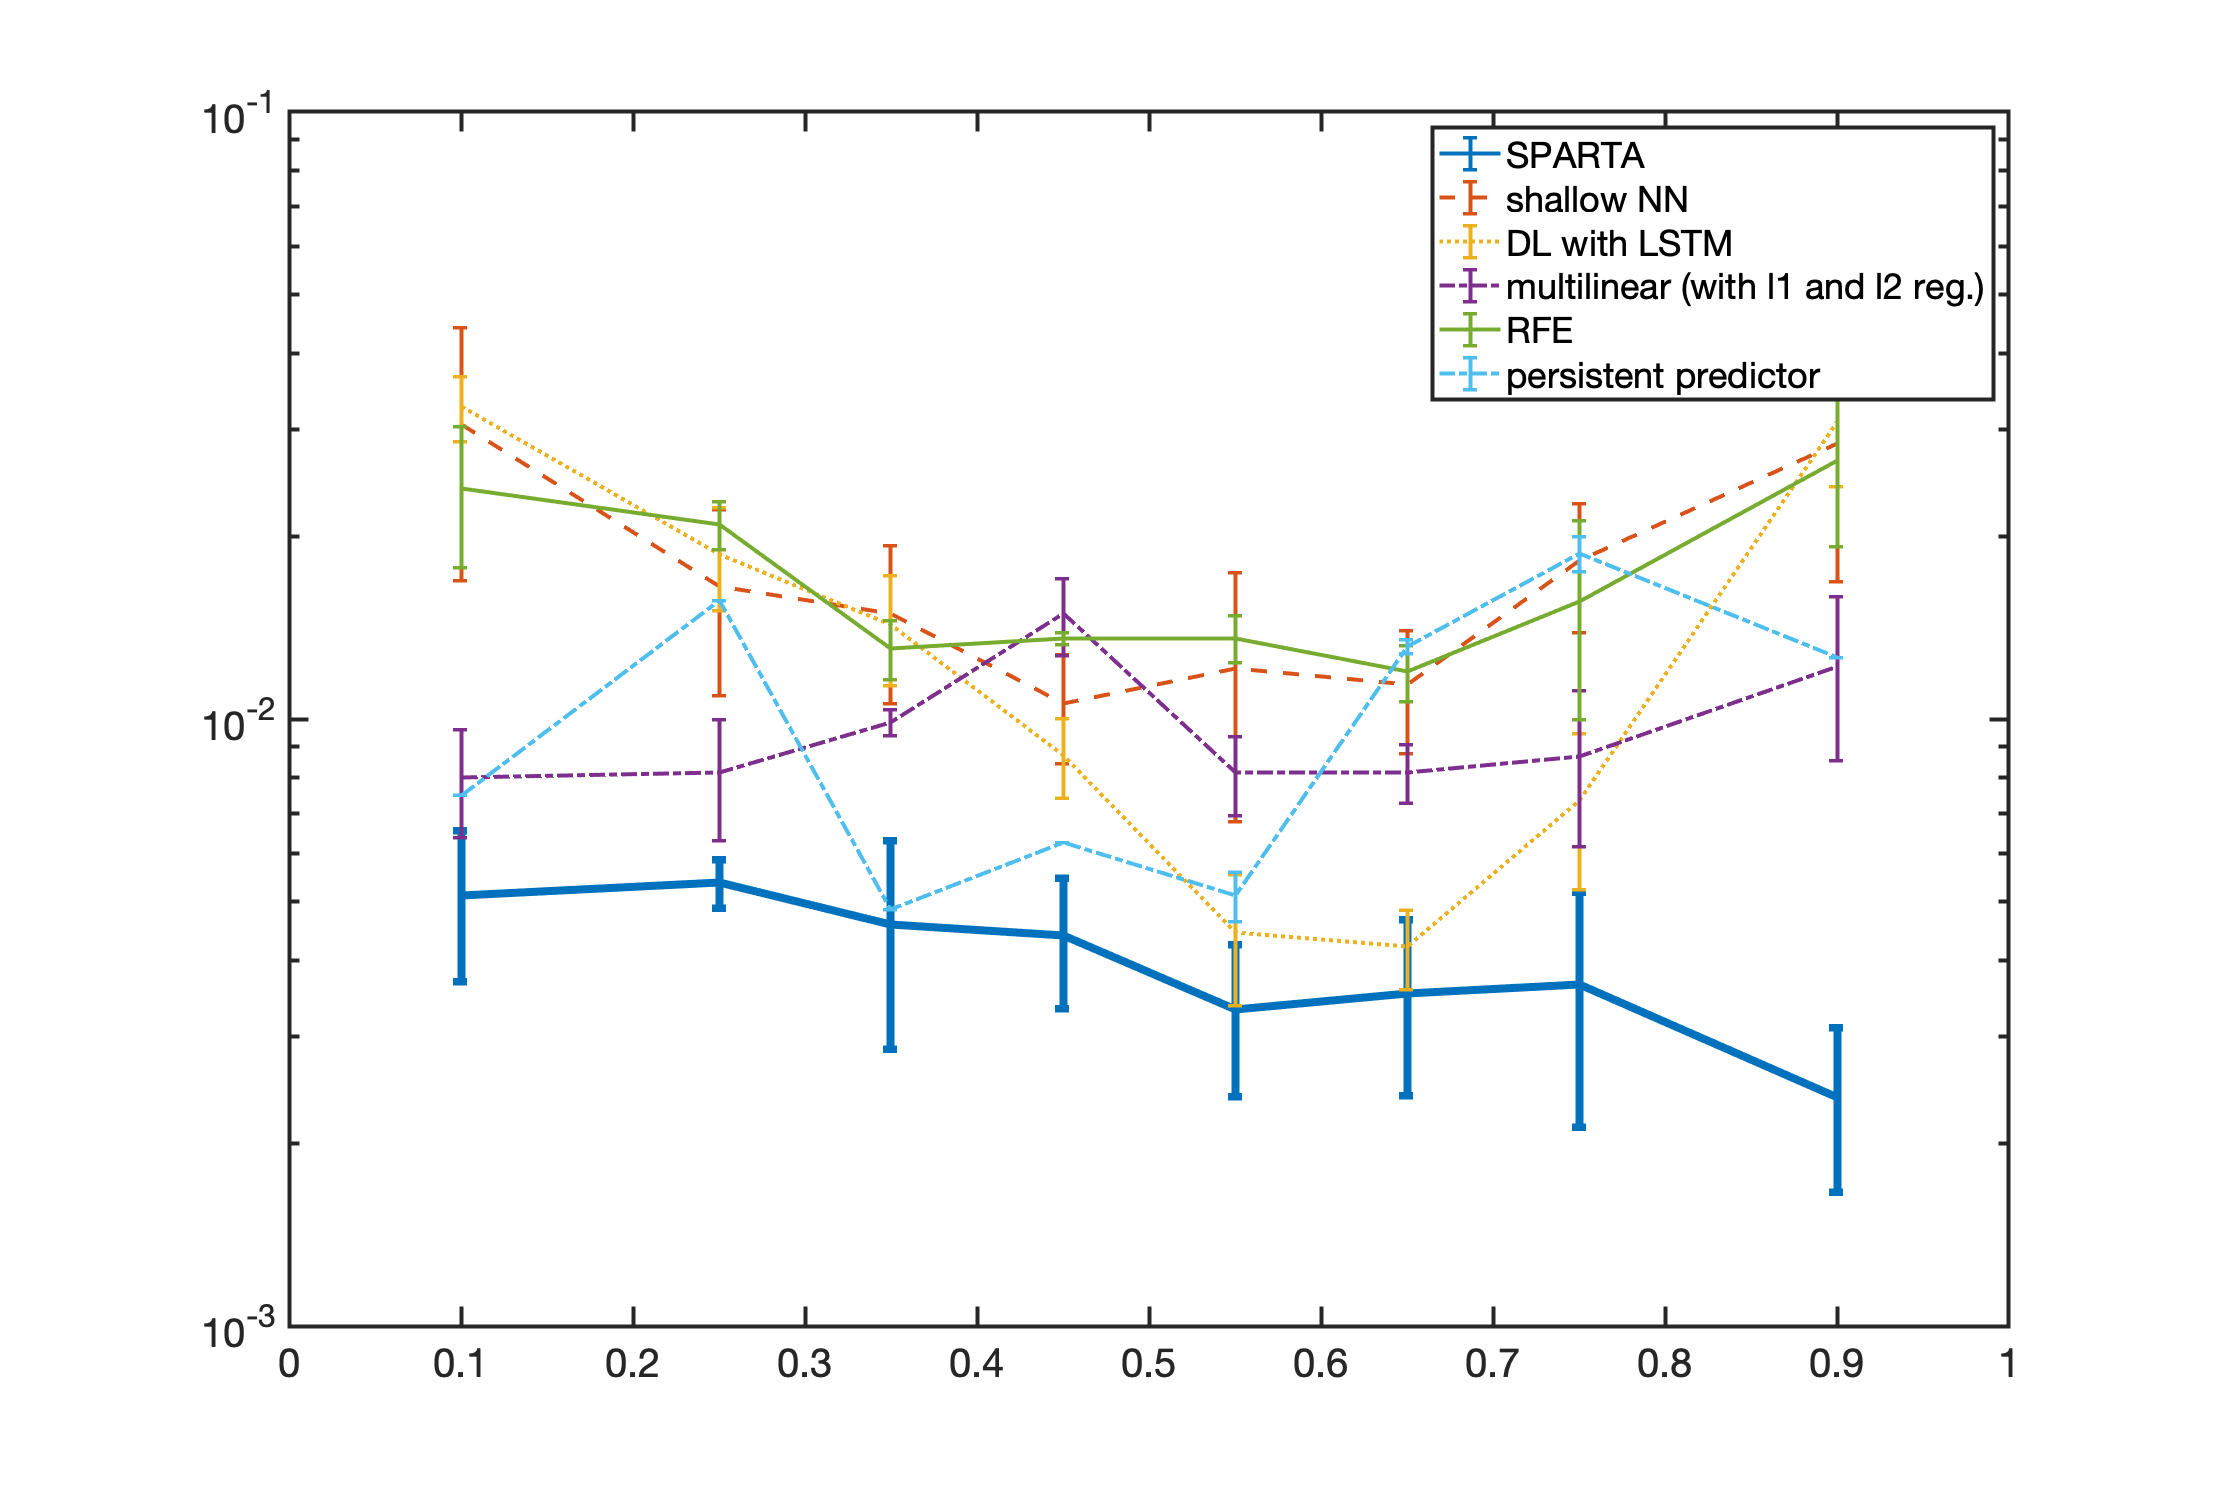 10^-1
SPARTA
shallow NN
DL with LSTM
multilinear (with l1 and l2 reg.)
RFE
persistent predictor
10^-2
10^-3
0 0.1 0.2 0.3 0.4 0.5 0.6 0.7 0.8 0.9 1